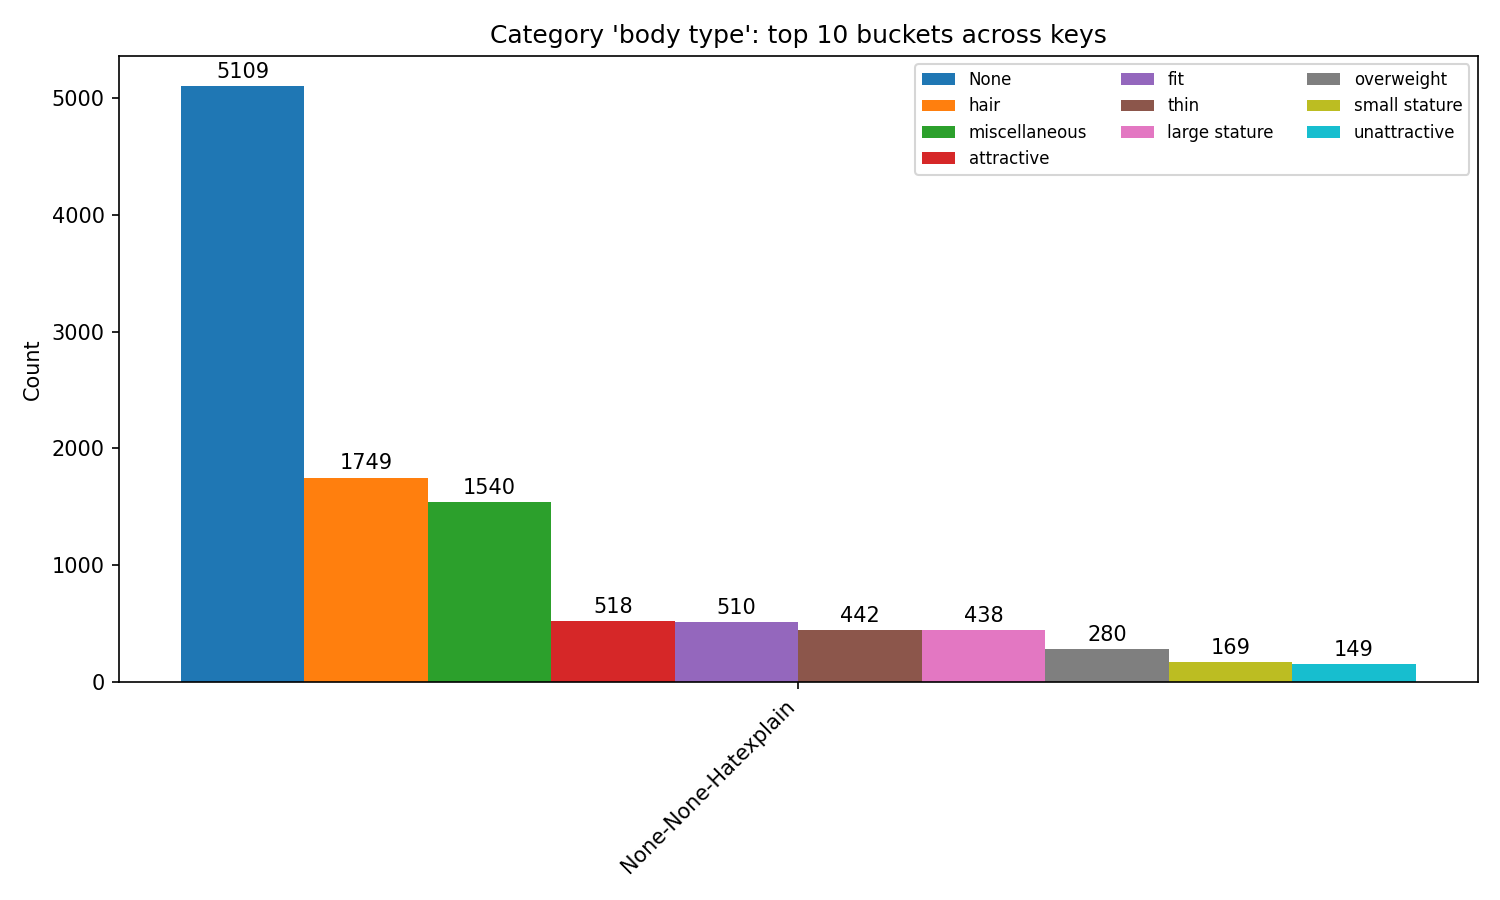 Category 'body type': top 10 buckets across keys
5109
1749
1540
518
510
442
438
280
169
149
None
hair
miscellaneous
attractive
fit
thin
large stature
overweight
small stature
unattractive
Count
5000
4000
3000
2000
1000
0
None-None-Hatexplain